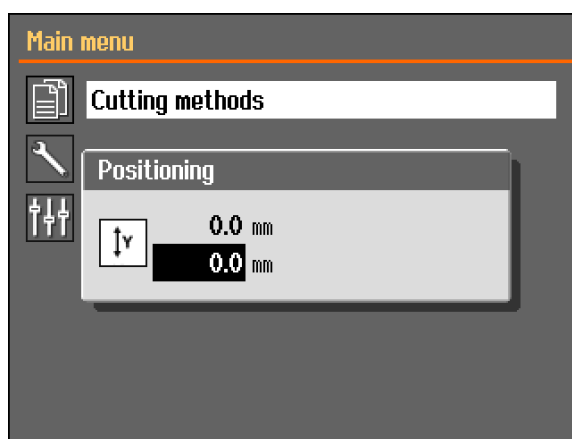 Main menu
Cutting methods
Positioning
Y 0.0 mm
0.0 mm